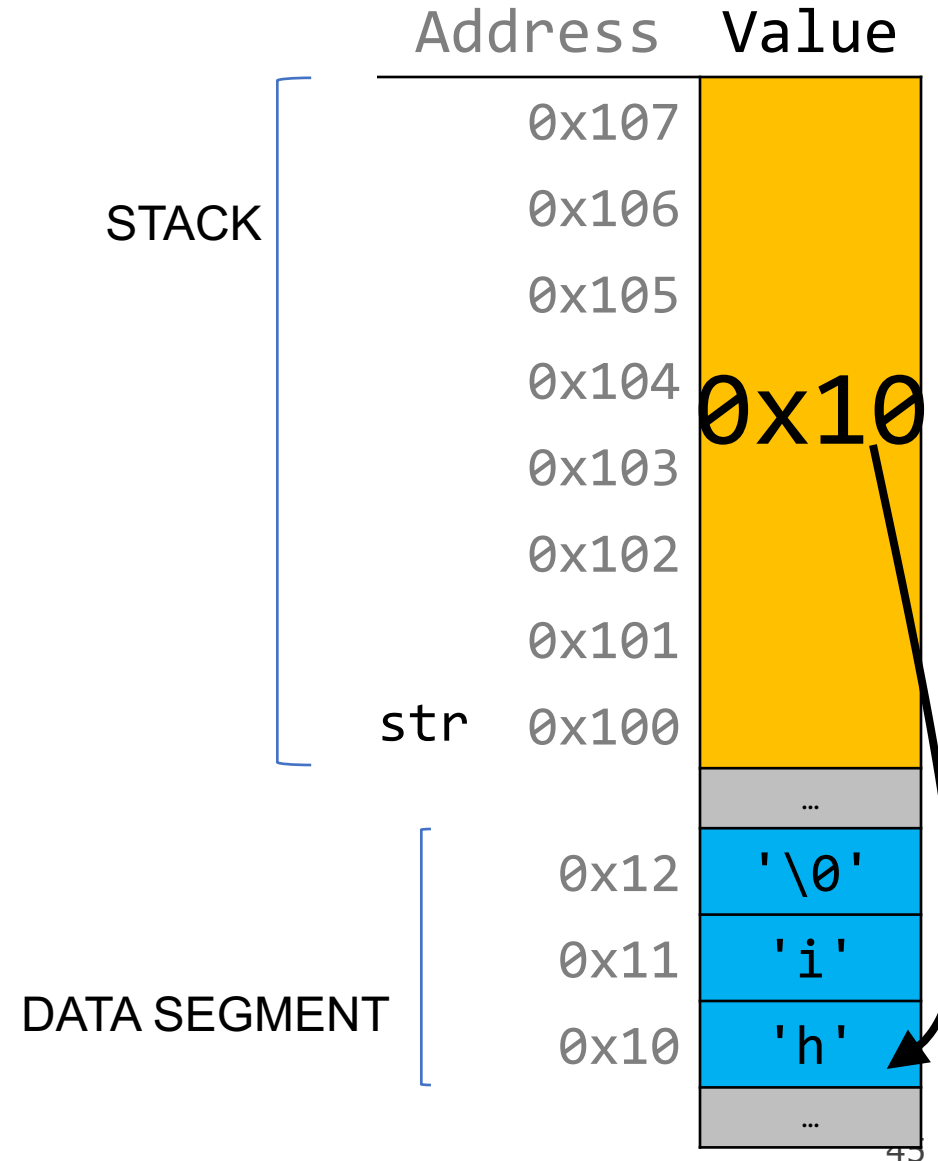 Address Value
0x107
STACK 0x106
0x105
0x104 0x10
0x103
0x102
0x101
str 0x100
…
0x12 '\0'
0x11 'i'
DATA SEGMENT
0x10 'h'
…
45